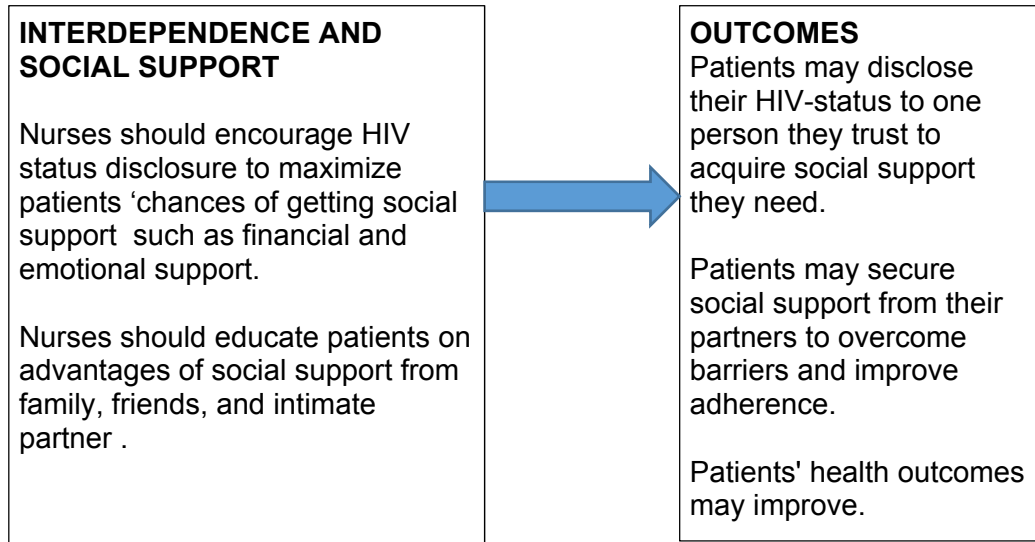 INTERDEPENDENCE AND
SOCIAL SUPPORT
Nurses should encourage HIV
status disclosure to maximize
patients ‘chances of getting social
support  such as financial and
emotional support.
Nurses should educate patients on
advantages of social support from
family, friends, and intimate
partner .
OUTCOMES
Patients may disclose
their HIV-status to one
person they trust to
acquire social support
they need.
Patients may secure
social support from their
partners to overcome
barriers and improve
adherence.
Patients' health outcomes
may improve.